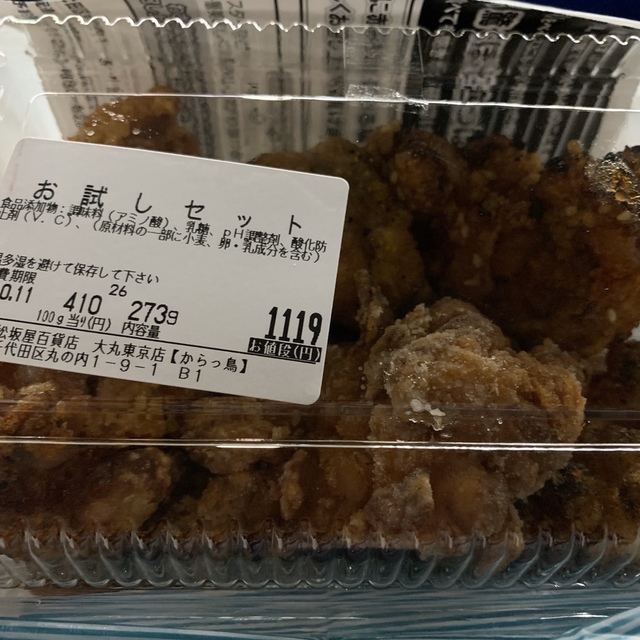 お試しセット
食品添加物:調味料(アミノ酸)、乳糖、pH調整剤、酸化防
止剤(V.C)、(原材料の一部に小麦、卵・乳成分を含む)
多湿を避けて保存して下さい
費期限
0.11 26
410 273g 1119
100g当り(円) 内容量 お値段(円)
松坂屋百貨店 大丸東京店【からっ鳥】
代田区丸の内1-9-1 B1